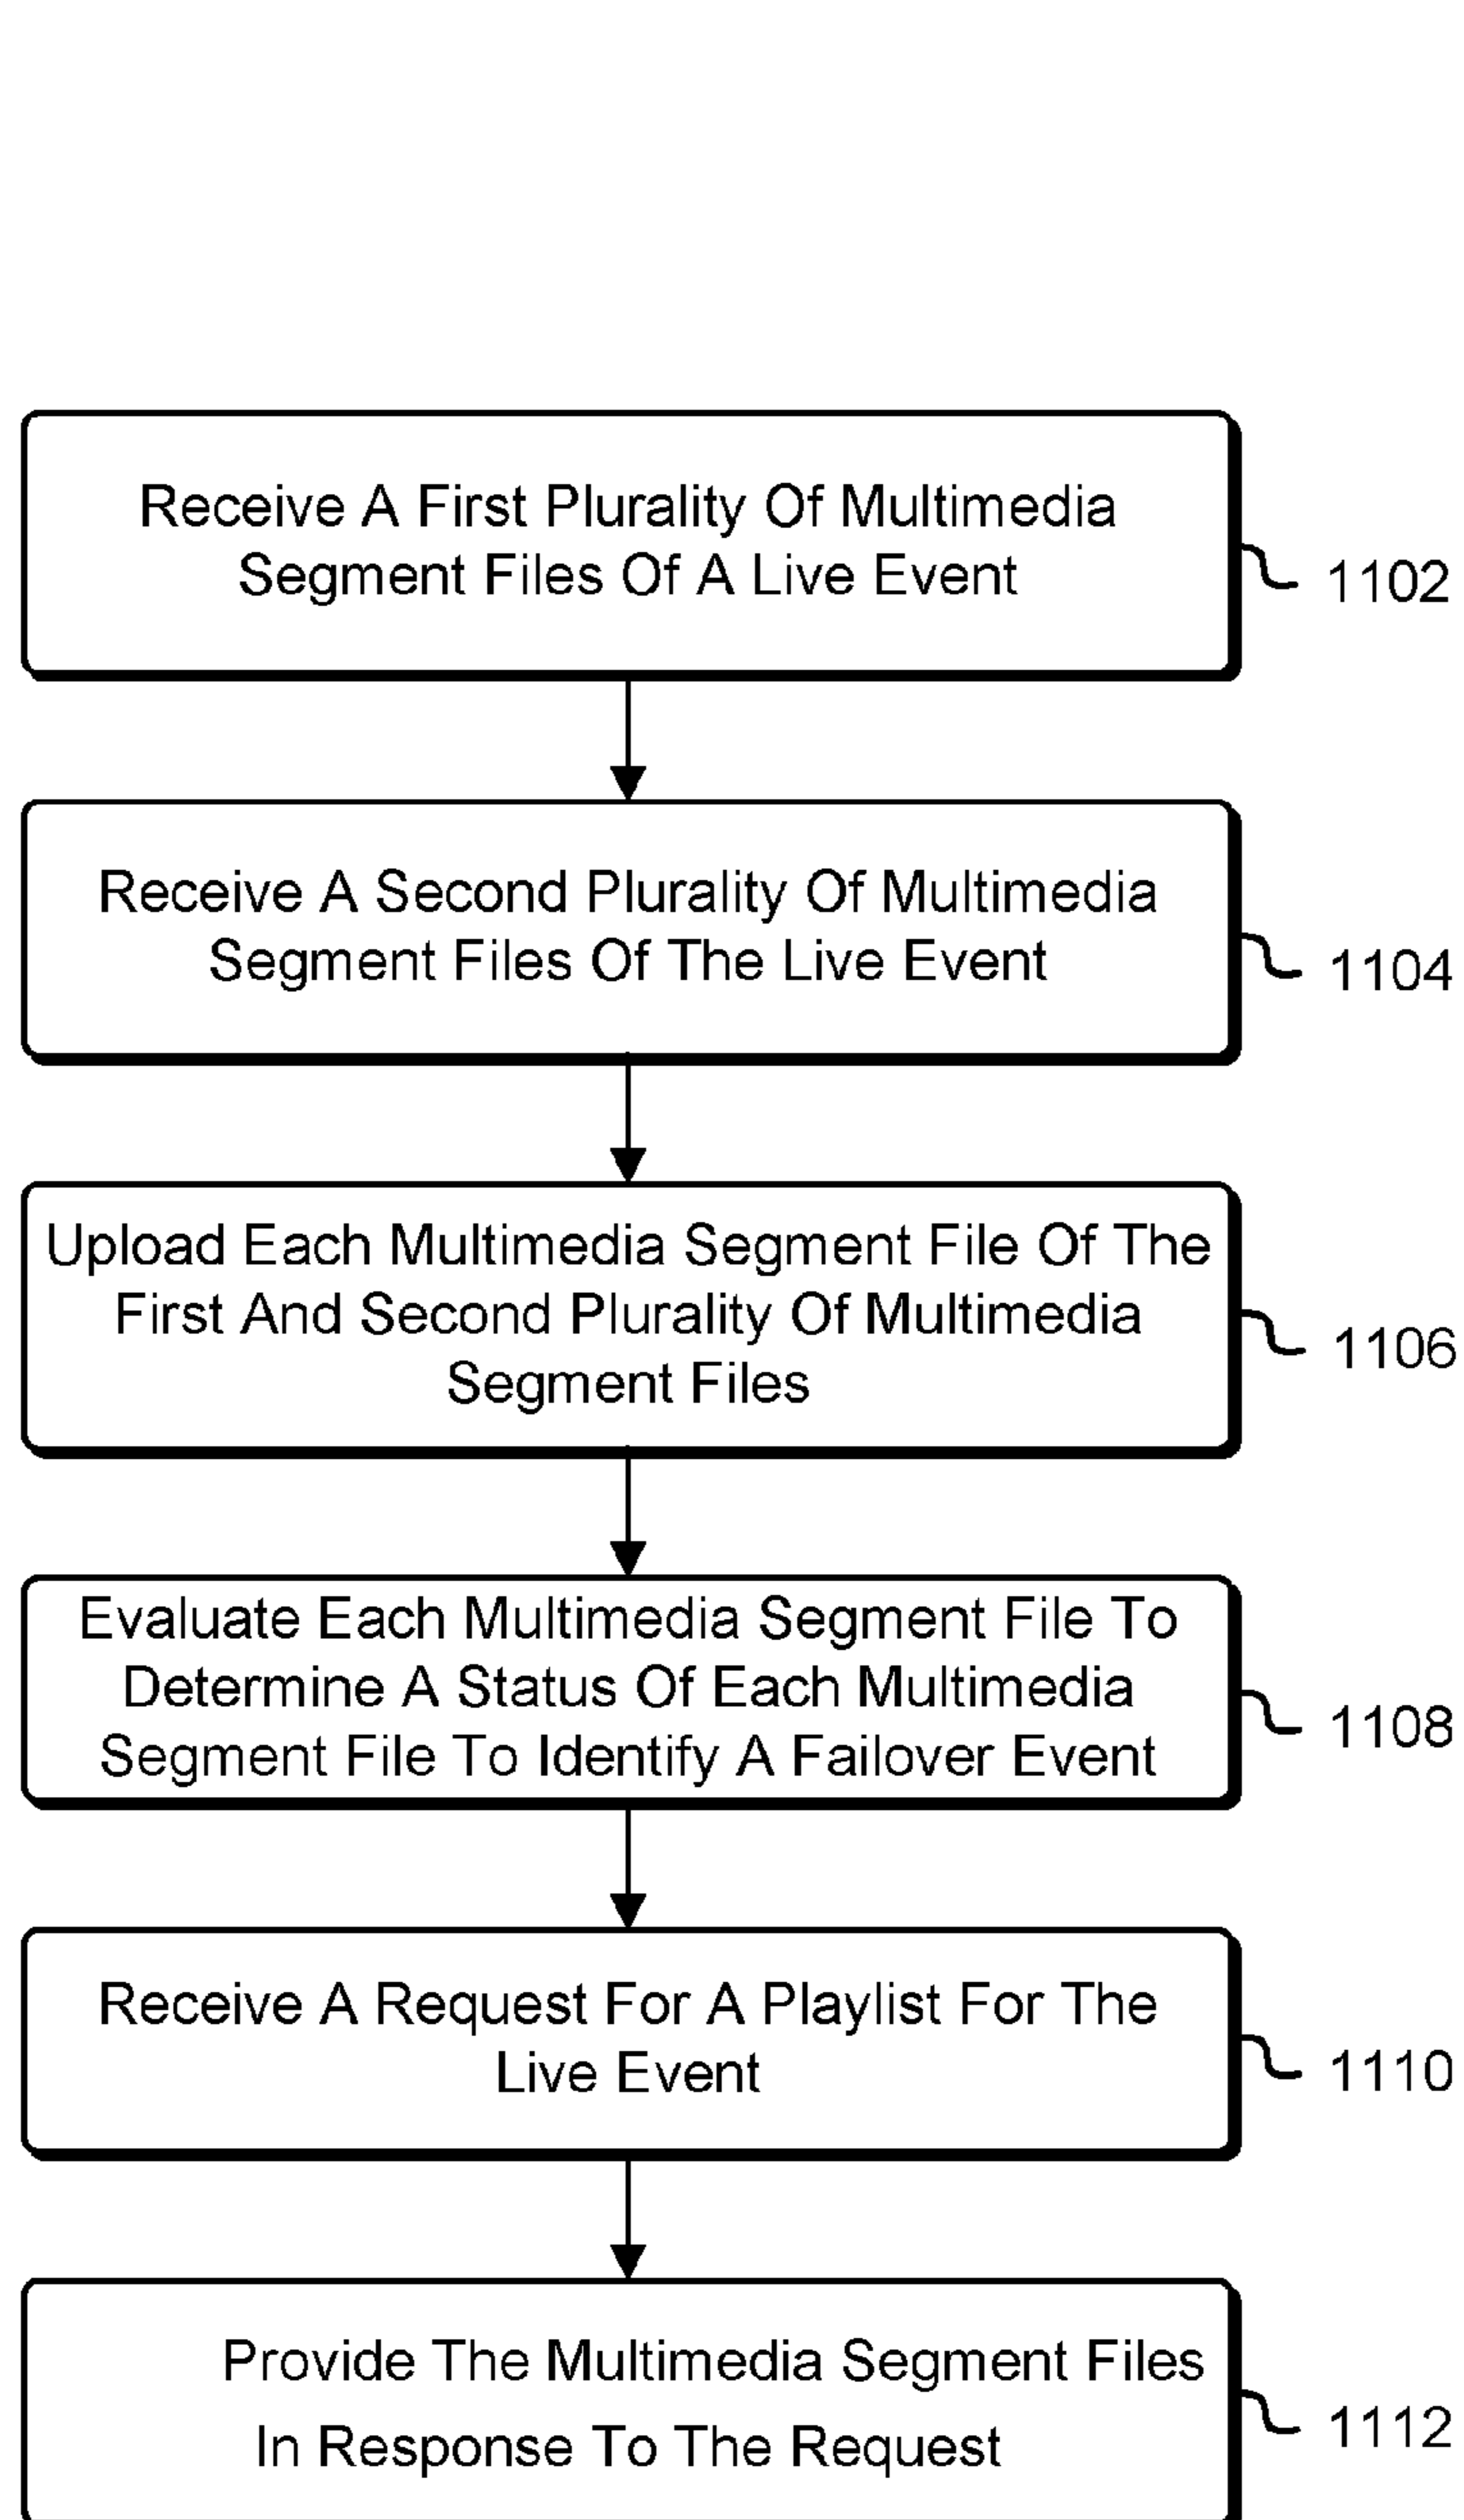 Receive A First Plurality Of Multimedia
Segment Files Of A Live Event
1102
Receive A Second Plurality Of Multimedia
Segment Files Of The Live Event
1104
Upload Each Multimedia Segment File Of The
First And Second Plurality Of Multimedia
Segment Files
1106
Evaluate Each Multimedia Segment File To
Determine A Status Of Each Multimedia
Segment File To Identify A Failover Event
1108
Receive A Request For A Playlist For The
Live Event
1110
Provide The Multimedia Segment Files
In Response To The Request
1112